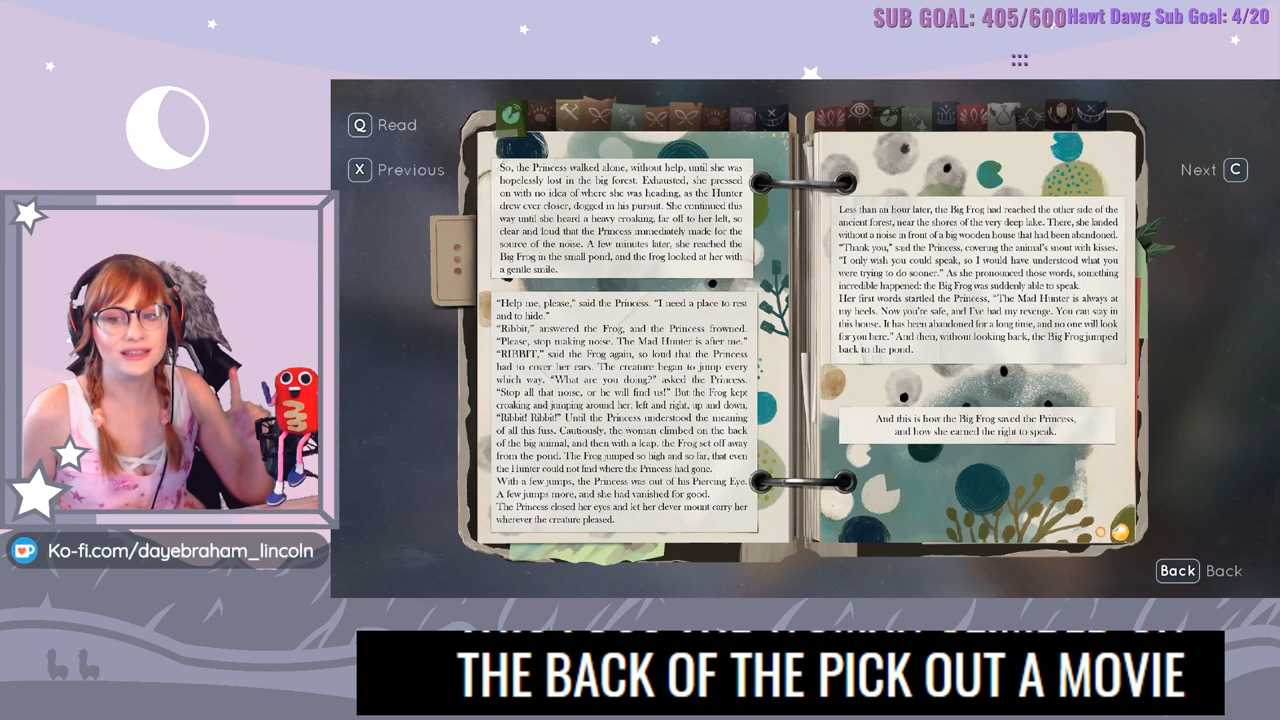 SUB GOAL: 405/600
Hawt Dawg Sub Goal: 4/20
Q Read
X Previous
Next C
So, the Princess walked alone, without help, until she was
hopelessly lost in the big forest. Exhausted, she pressed
on with no idea of where she was heading, as the Hunter
drew ever closer, dogged in his pursuit. She continued this
way until she heard a heavy croaking, far off to her left, so
clear and loud that the Princess immediately made for the
source of the noise. A few minutes later, she reached the
Big Frog in the small pond, and the frog looked at her with
a gentle smile.
“Help me, please,” said the Princess. “I need a place to rest
and to hide.”
“Ribbit,” answered the Frog, and the Princess frowned.
“Please, stop making noise. The Mad Hunter is after me.”
“RIBBIT,” said the Frog again, so loud that the Princess
had to cover her ears. The creature began to jump every
which way. “What are you doing?” asked the Princess.
“Stop all that noise, or he will find us!” But the Frog kept
croaking and jumping around her, left and right, up and down,
“Ribbit! Ribbit!” Until the Princess understood the meaning
of all this fuss. Cautiously, the woman climbed on the back
of the big animal, and then with a leap, the Frog set off away
from the pond. The Frog jumped so high and so far, that even
the Hunter could not find where the Princess had gone.
With a few jumps, the Princess was out of his Piercing Eye.
A few jumps more, and she had vanished for good.
The Princess closed her eyes and let her clever mount carry her
wherever the creature pleased.
Less than an hour later, the Big Frog had reached the other side of the
ancient forest, near the shores of the very deep lake. There, she landed
without a noise in front of a big wooden house that had been abandoned.
“Thank you,” said the Princess, covering the animal's snout with kisses.
“I only wish you could speak, so I would have understood what you
were trying to do sooner.” As she pronounced those words, something
incredible happened: the Big Frog was suddenly able to speak.
Her first words startled the Princess, “The Mad Hunter is always at
my heels. Now you're safe, and I've had my revenge. You can stay in
this house. It has been abandoned for a long time, and no one will look
for you here.” And then, without looking back, the Big Frog jumped
back to the pond.
And this is how the Big Frog saved the Princess,
and how she earned the right to speak.
Ko-fi.com/dayebraham_lincoln
Back Back
THE BACK OF THE PICK OUT A MOVIE